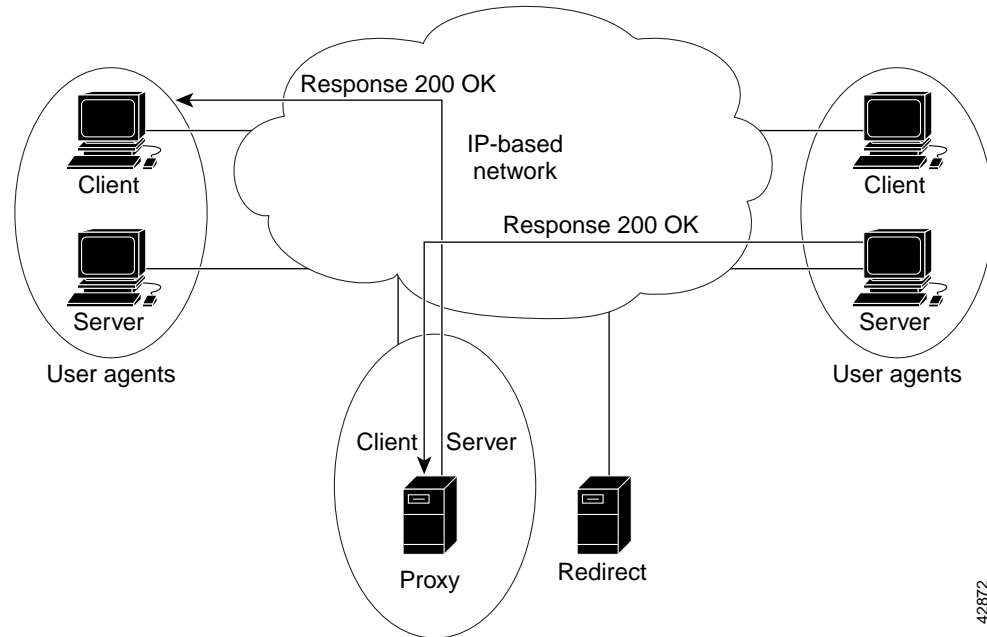 Response 200 OK
IP-based
network
Client
Client
Response 200 OK
Server
Server
User agents
User agents
Client
Server
Proxy
Redirect
42872